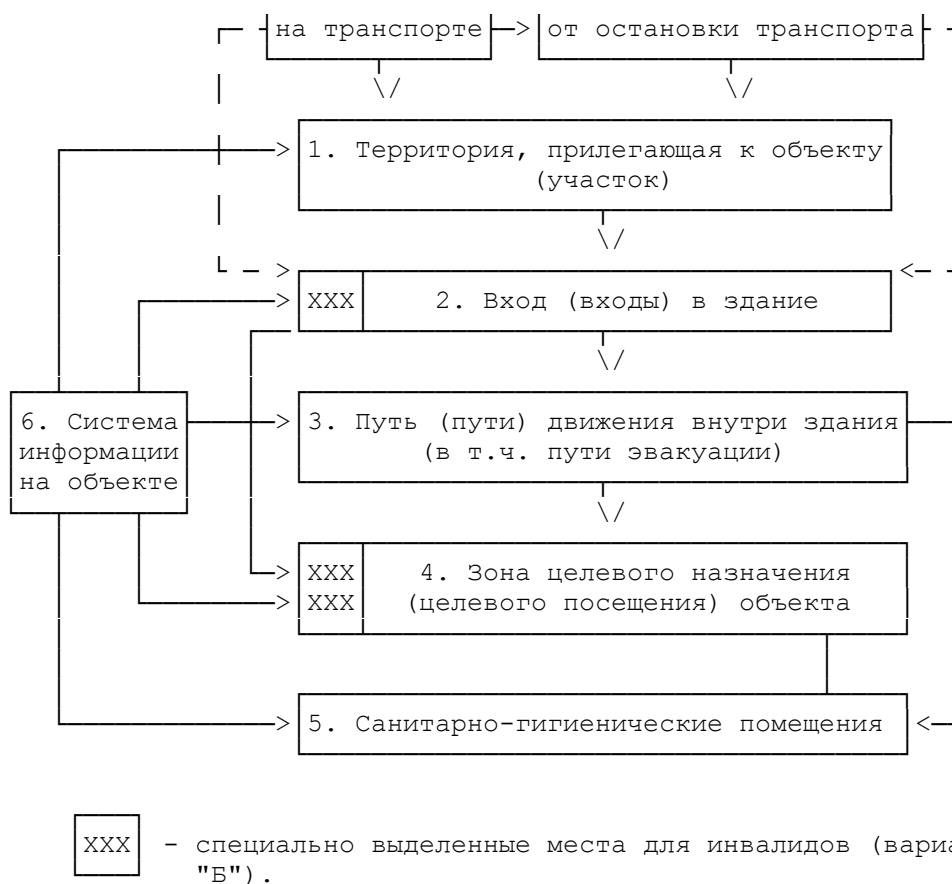 на транспорте
от остановки транспорта
1. Территория, прилегающая к объекту
(участок)
XXX
2. Вход (входы) в здание
6. Система
информации
на объекте
3. Путь (пути) движения внутри здания
(в т.ч. пути эвакуации)
XXX
XXX
4. Зона целевого назначения
(целевого посещения) объекта
5. Санитарно-гигиенические помещения
XXX
- специально выделенные места для инвалидов
"Б").